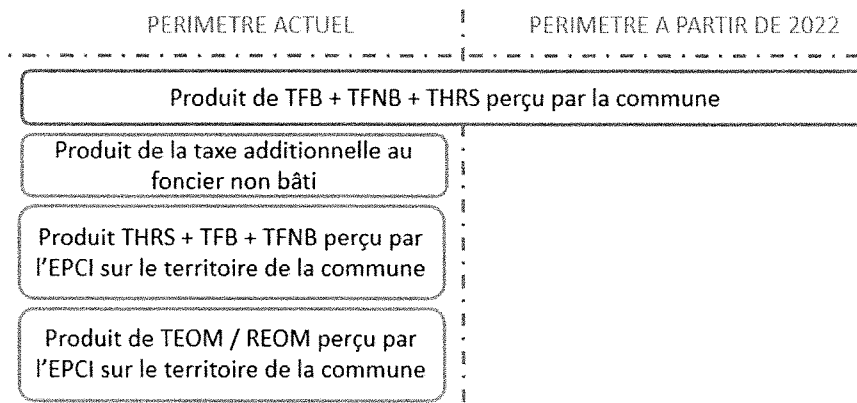 PERIMETRE ACTUEL
PERIMETRE A PARTIR DE 2022
Produit de TFB + TFNB + THRS perçu par la commune
Produit de la taxe additionnelle au
foncier non bâti
Produit THRS + TFB + TFNB perçu par
l'EPCI sur le territoire de la commune
Produit de TEOM / REOM perçu par
l'EPCI sur le territoire de la commune